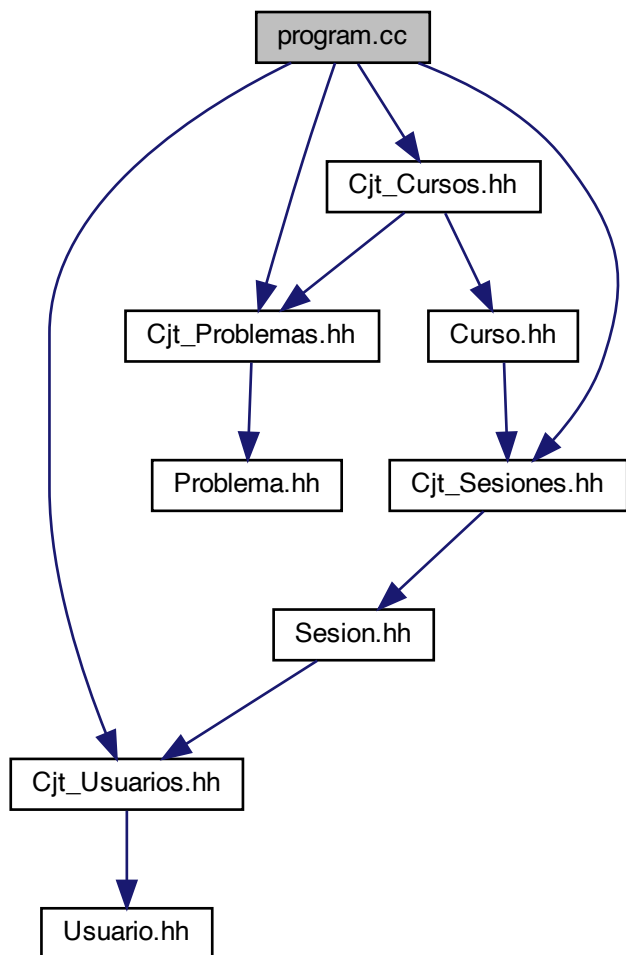 program.cc
Cjt_Cursos.hh
Cjt_Problemas.hh
Curso.hh
Problema.hh
Cjt_Sesiones.hh
Sesion.hh
Cjt_Usuarios.hh
Usuario.hh